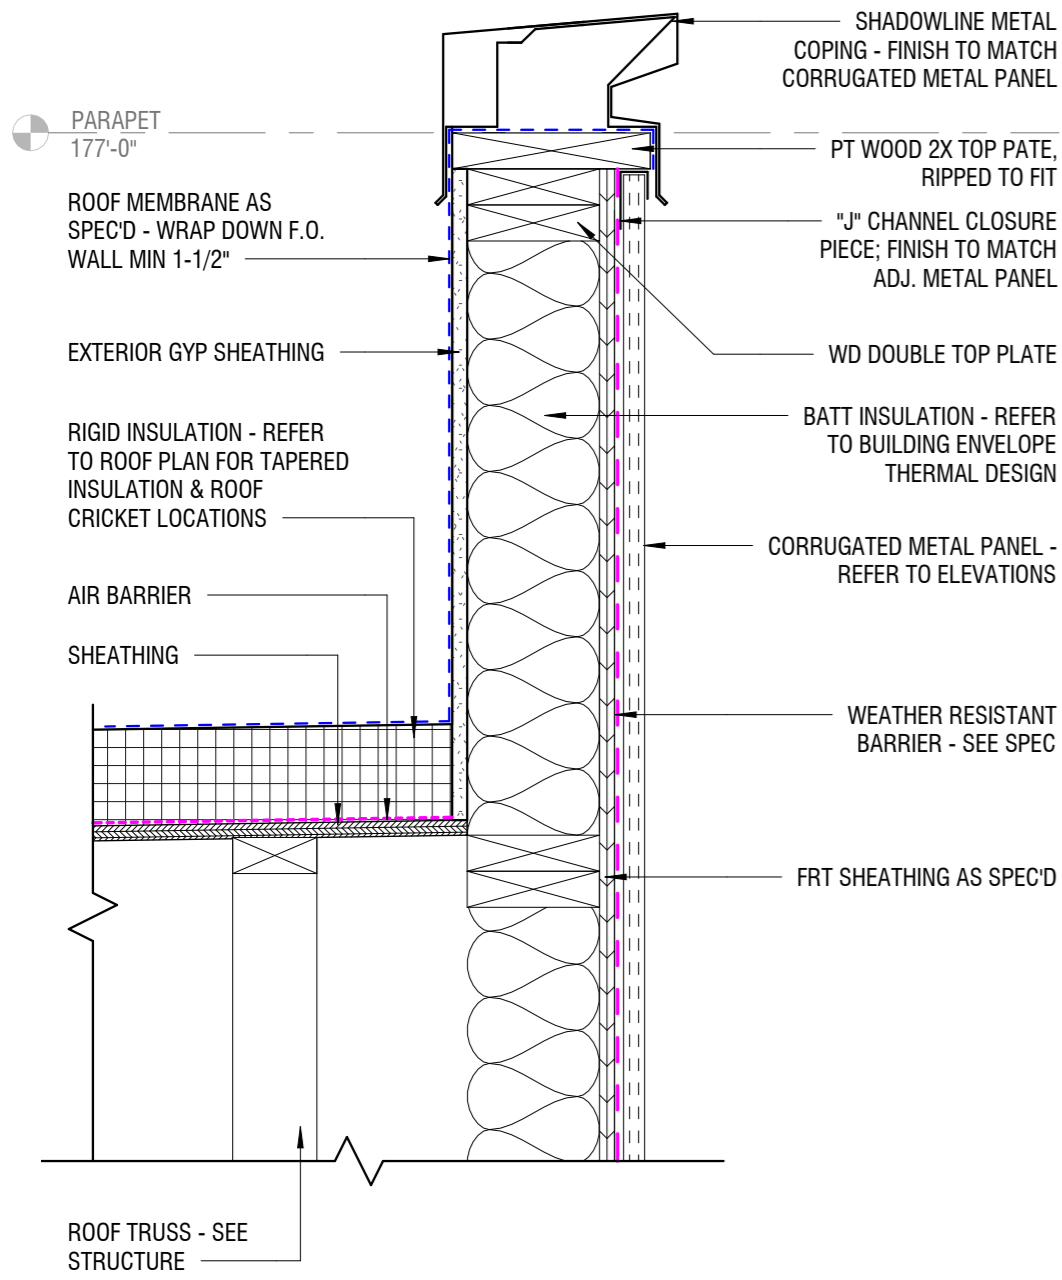 PARAPET
177'-0"
ROOF MEMBRANE AS
SPEC'D - WRAP DOWN F.O.
WALL MIN 1-1/2"
EXTERIOR GYP SHEATHING
RIGID INSULATION - REFER
TO ROOF PLAN FOR TAPERED
INSULATION & ROOF
CRICKET LOCATIONS
AIR BARRIER
SHEATHING
ROOF TRUSS - SEE
STRUCTURE
SHADOWLINE METAL
COPING - FINISH TO MATCH
CORRUGATED METAL PANEL
PT WOOD 2X TOP PATE,
RIPPED TO FIT
"J" CHANNEL CLOSURE
PIECE; FINISH TO MATCH
ADJ. METAL PANEL
WD DOUBLE TOP PLATE
BATT INSULATION - REFER
TO BUILDING ENVELOPE
THERMAL DESIGN
CORRUGATED METAL PANEL -
REFER TO ELEVATIONS
WEATHER RESISTANT
BARRIER - SEE SPEC
FRT SHEATHING AS SPEC'D